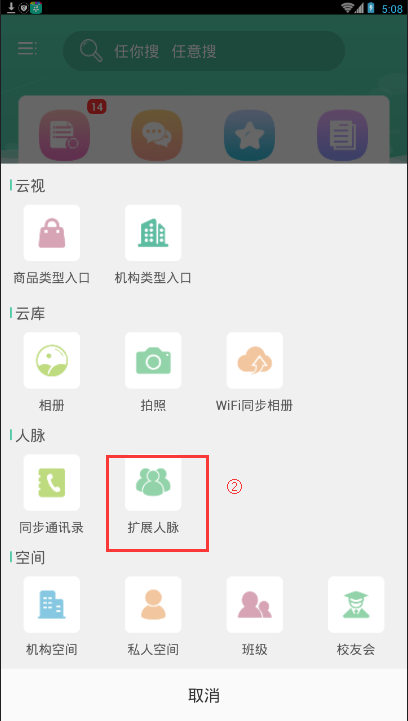 5:08
任你搜 任意搜
14
云视
商品类型入口 机构类型入口
云库
相册 拍照 WiFi同步相册
人脉
②
同步通讯录 扩展人脉
空间
机构空间 私人空间 班级 校友会
取消